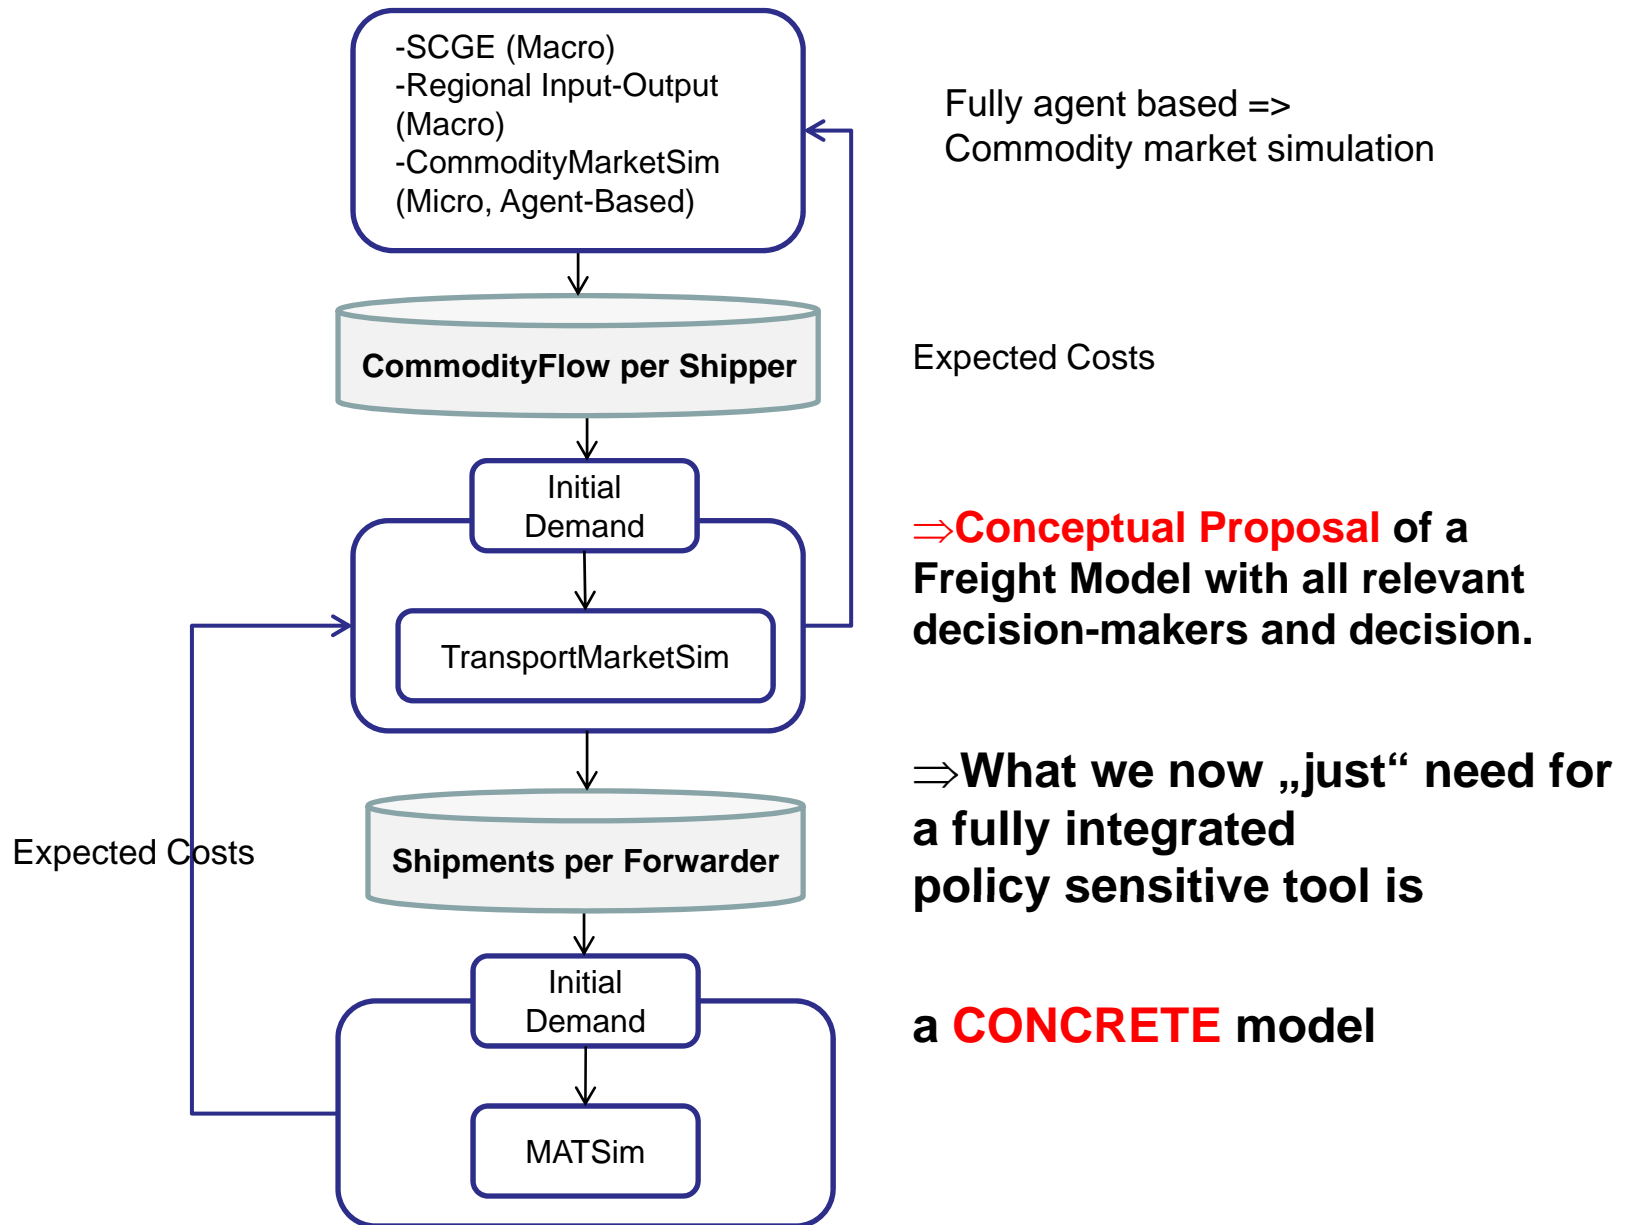 -SCGE (Macro)
-Regional Input-Output
(Macro)
-CommodityMarketSim
(Micro, Agent-Based)
Fully agent based =>
Commodity market simulation
CommodityFlow per Shipper
Expected Costs
Initial
Demand
TransportMarketSim
⇒Conceptual Proposal of a
Freight Model with all relevant
decision-makers and decision.
⇒What we now „just“ need for
a fully integrated
policy sensitive tool is
Shipments per Forwarder
Expected Costs
Initial
Demand
a CONCRETE model
MATSim